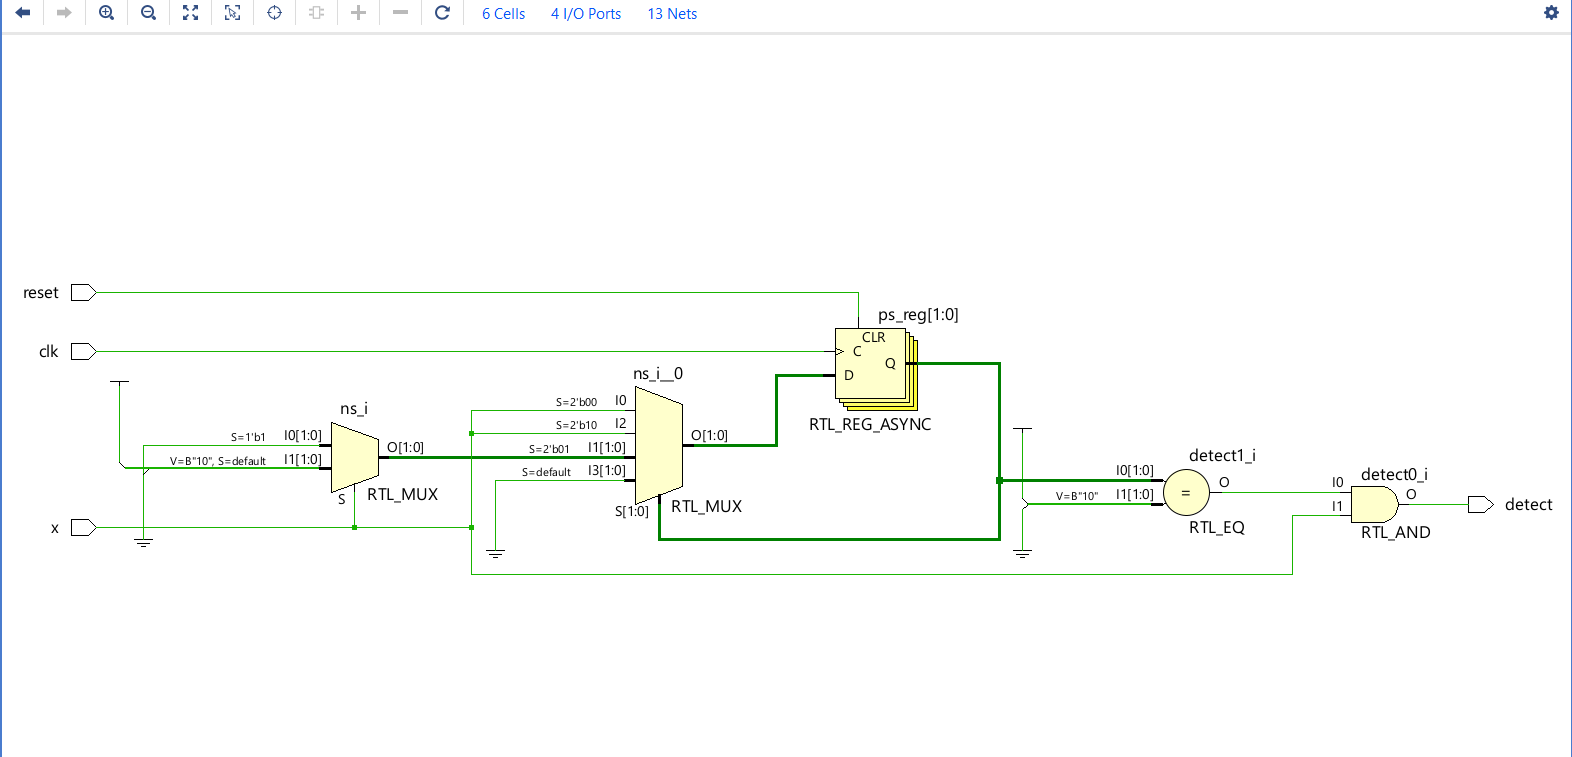 6 Cells 4 I/O Ports 13 Nets
reset
ps_reg[1:0]
CLR
clk
C
Q
D
RTL_REG_ASYNC
ns_i__0
S=2'b00 I0
S=2'b10 I2
S=2'b01 I1[1:0]
S=default I3[1:0]
O[1:0]
S[1:0]
RTL_MUX
ns_i
S=1'b1 I0[1:0]
V=B"10", S=default I1[1:0]
O[1:0]
S
RTL_MUX
x
detect1_i
I0[1:0]
V=B"10" I1[1:0]
=
O
RTL_EQ
detect0_i
I0
I1
O
RTL_AND
detect